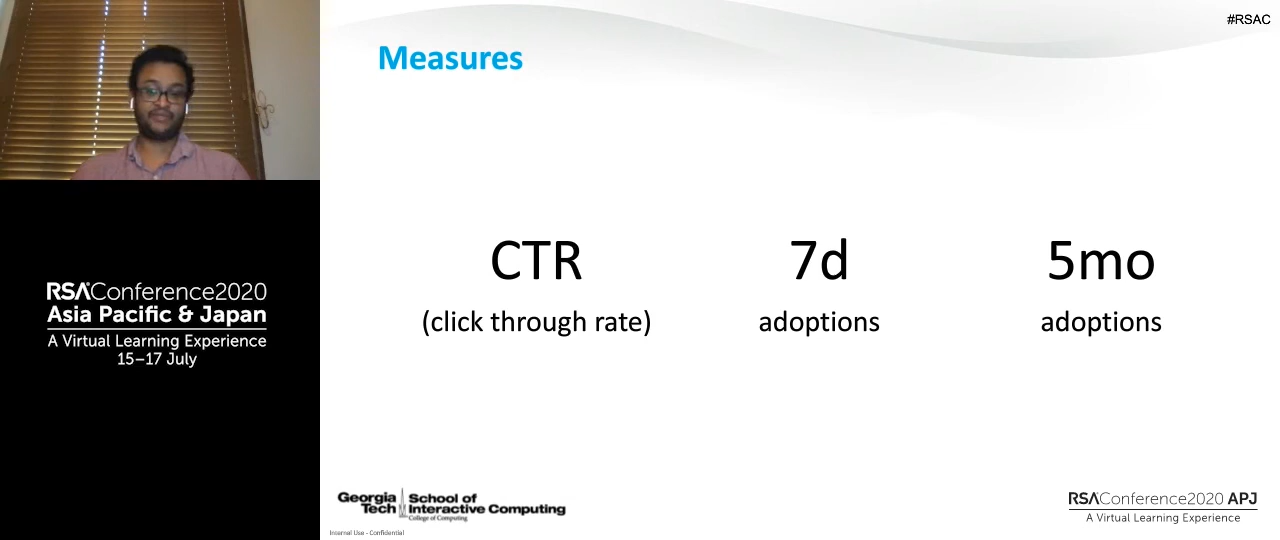 #RSAC
Measures
CTR
(click through rate)
7d
adoptions
5mo
adoptions
RSAConference2020
Asia Pacific & Japan
A Virtual Learning Experience
15–17 July
Georgia Tech
School of
Interactive Computing
College of Computing
Internal Use - Confidential
RSAConference2020 APJ
A Virtual Learning Experience